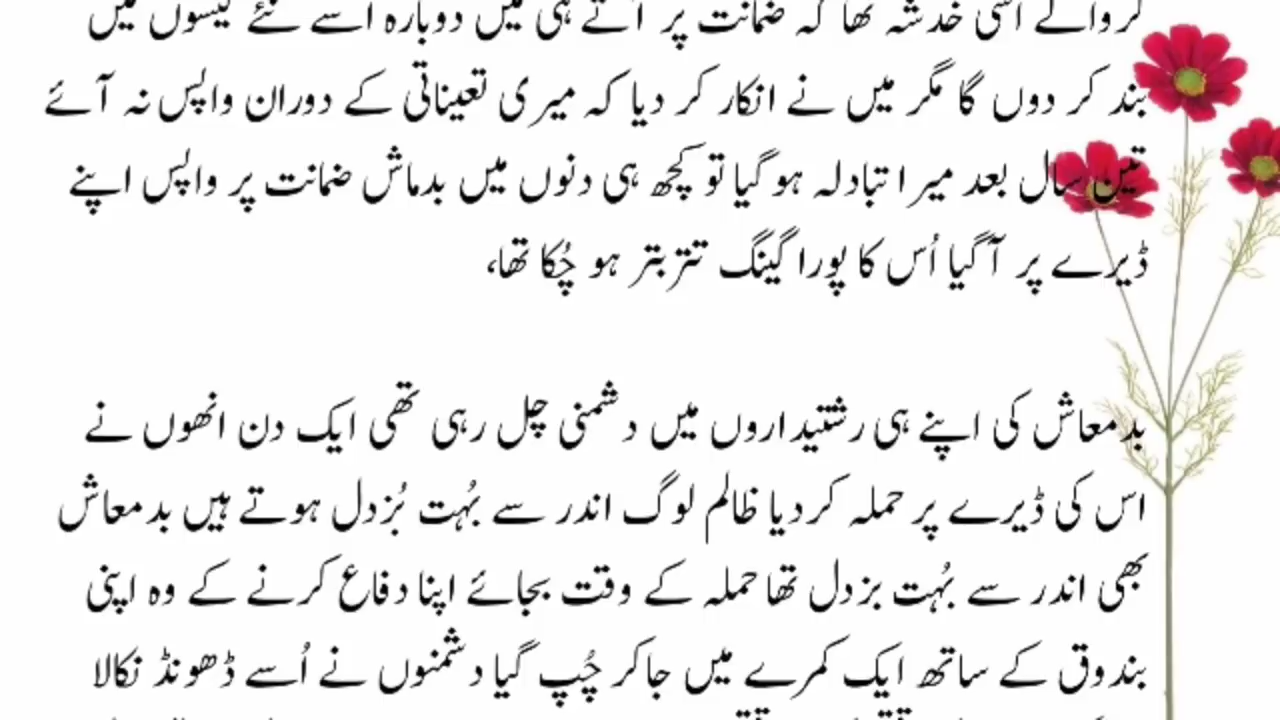 کروالے اسی خدشہ تھا کہ ضمانت پر آتے ہی میں دوبارہ اسے نئے کیسوں میں
بند کر دوں گا مگر میں نے انکار کر دیا کہ میری تعیناتی کے دوران واپس نہ آئے
تین سال بعد میرا تبادلہ ہوگیا تو کچھ ہی دنوں میں بدماش ضمانت پر واپس اپنے
ڈیرے پر آگیا اُس کا پورا گینگ تتر بتر ہو چُکا تھا،
بدمعاش کی اپنے ہی رشتیداروں میں دشمنی چل رہی تھی ایک دن انھوں نے
اس کی ڈیرے پر حملہ کردیا ظالم لوگ اندر سے بُہت بُزدل ہوتے ہیں بدمعاش
بھی اندر سے بُہت بزدل تھا حملہ کے وقت بجائے اپنا دفاع کرنے کے وہ اپنی
بندوق کے ساتھ ایک کمرے میں جاکر چُپ گیا دشمنوں نے اُسے ڈھونڈ نکالا